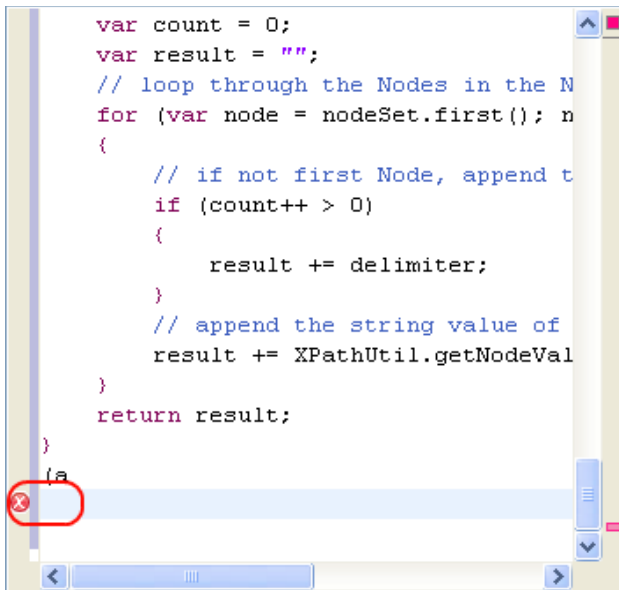 var count = 0;
var result = "";
// loop through the Nodes in the N
for (var node = nodeSet.first(); n
{
// if not first Node, append t
if (count++ > 0)
{
result += delimiter;
}
// append the string value of
result += XPathUtil.getNodeVal
}
return result;
}
(a